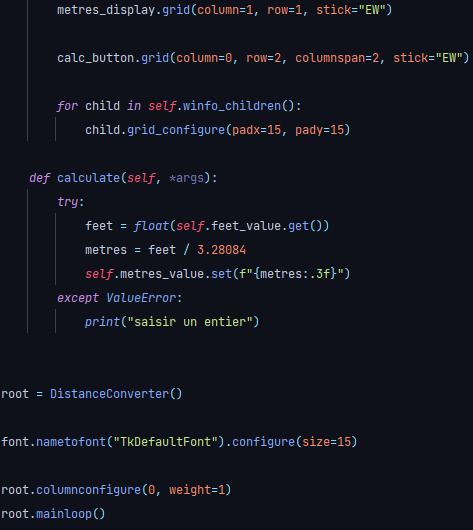 metres_display.grid(column=1, row=1, stick="EW")
calc_button.grid(column=0, row=2, columnspan=2, stick="EW")
for child in self.winfo_children():
child.grid_configure(padx=15, pady=15)
def calculate(self, *args):
try:
feet = float(self.feet_value.get())
metres = feet / 3.28084
self.metres_value.set(f"{metres:.3f}")
except ValueError:
print("saisir un entier")
root = DistanceConverter()
font.nametofont("TkDefaultFont").configure(size=15)
root.columnconfigure(0, weight=1)
root.mainloop()